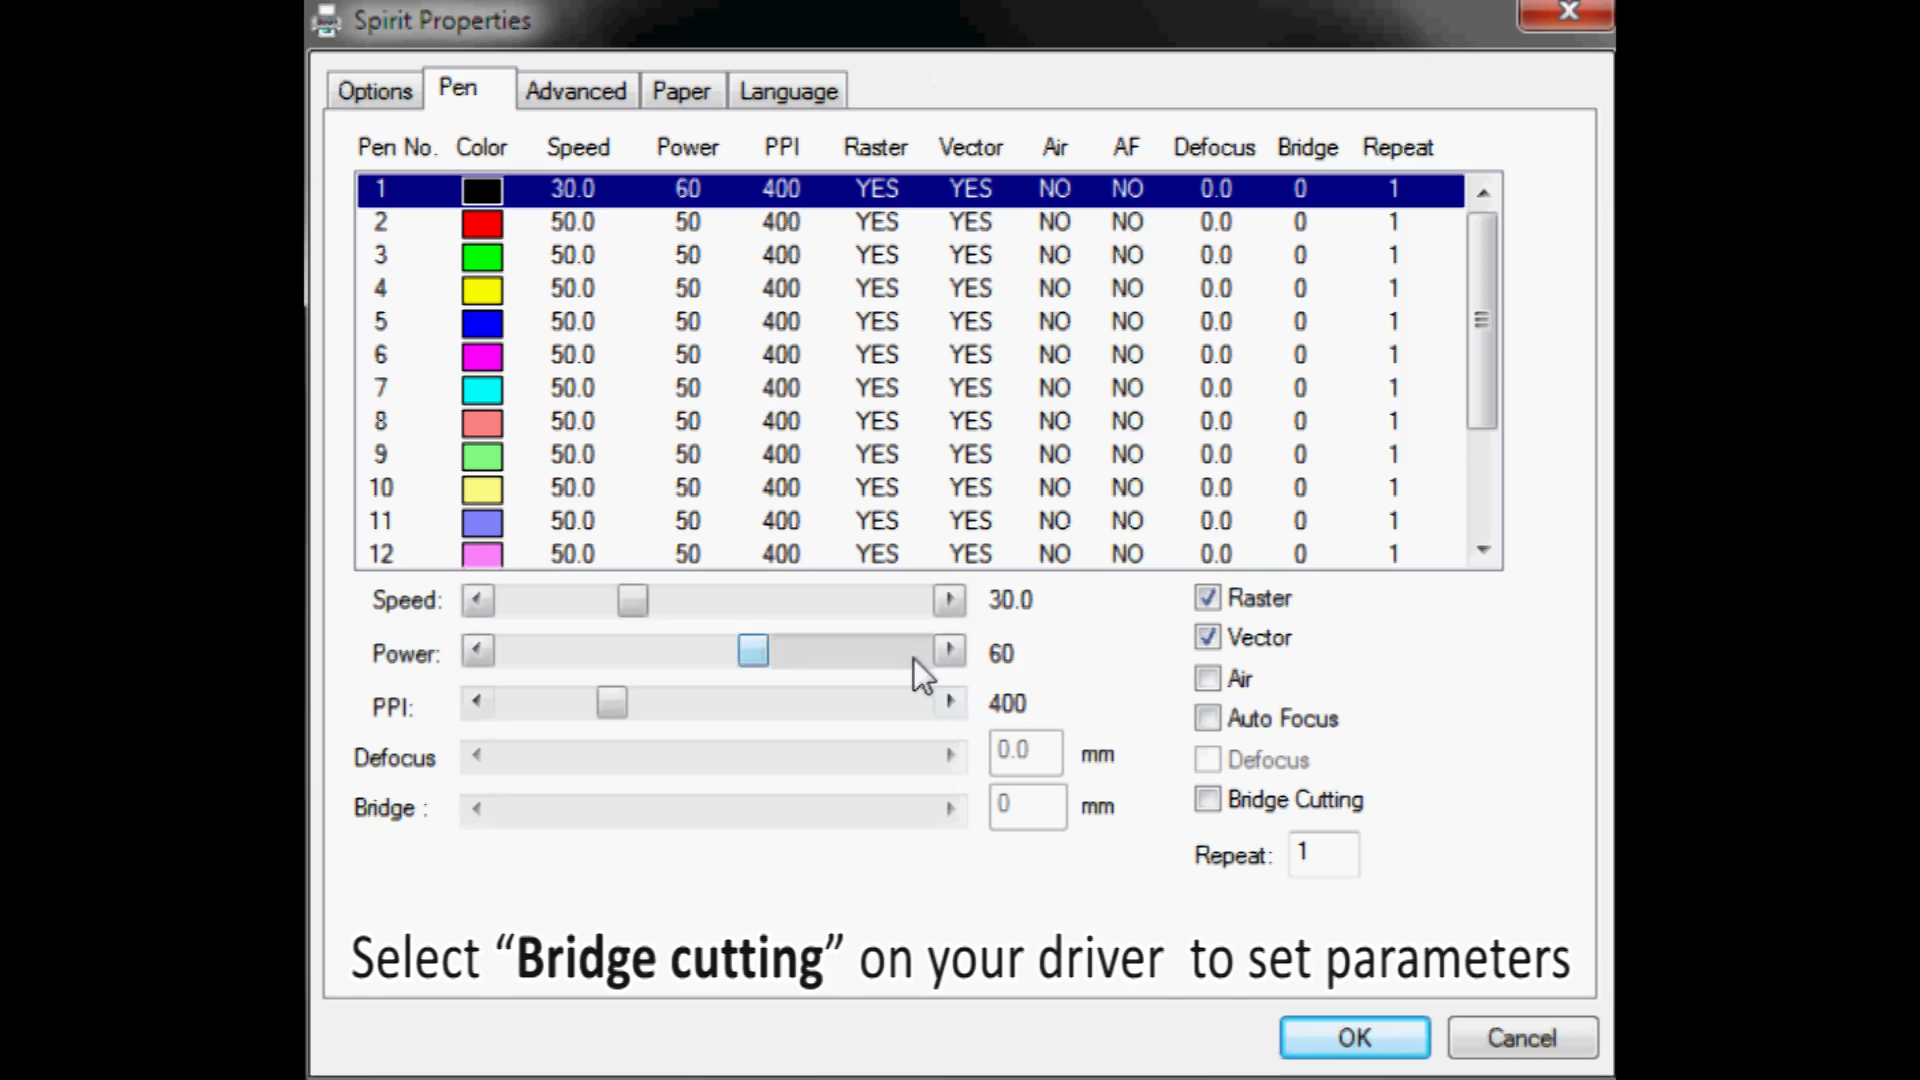 Spirit Properties
Options Pen Advanced Paper Language
Pen No. Color Speed Power PPI Raster Vector Air AF Defocus Bridge Repeat
1 30.0 60 400 YES YES NO NO 0.0 0 1
2 50.0 50 400 YES YES NO NO 0.0 0 1
3 50.0 50 400 YES YES NO NO 0.0 0 1
4 50.0 50 400 YES YES NO NO 0.0 0 1
5 50.0 50 400 YES YES NO NO 0.0 0 1
6 50.0 50 400 YES YES NO NO 0.0 0 1
7 50.0 50 400 YES YES NO NO 0.0 0 1
8 50.0 50 400 YES YES NO NO 0.0 0 1
9 50.0 50 400 YES YES NO NO 0.0 0 1
10 50.0 50 400 YES YES NO NO 0.0 0 1
11 50.0 50 400 YES YES NO NO 0.0 0 1
12 50.0 50 400 YES YES NO NO 0.0 0 1
Speed: 30.0 Raster
Vector
Power: 60
Air
PPI: 400
Auto Focus
Defocus 0.0 mm Defocus
Bridge : 0 mm Bridge Cutting
Repeat: 1
Select “Bridge cutting” on your driver to set parameters
OK Cancel